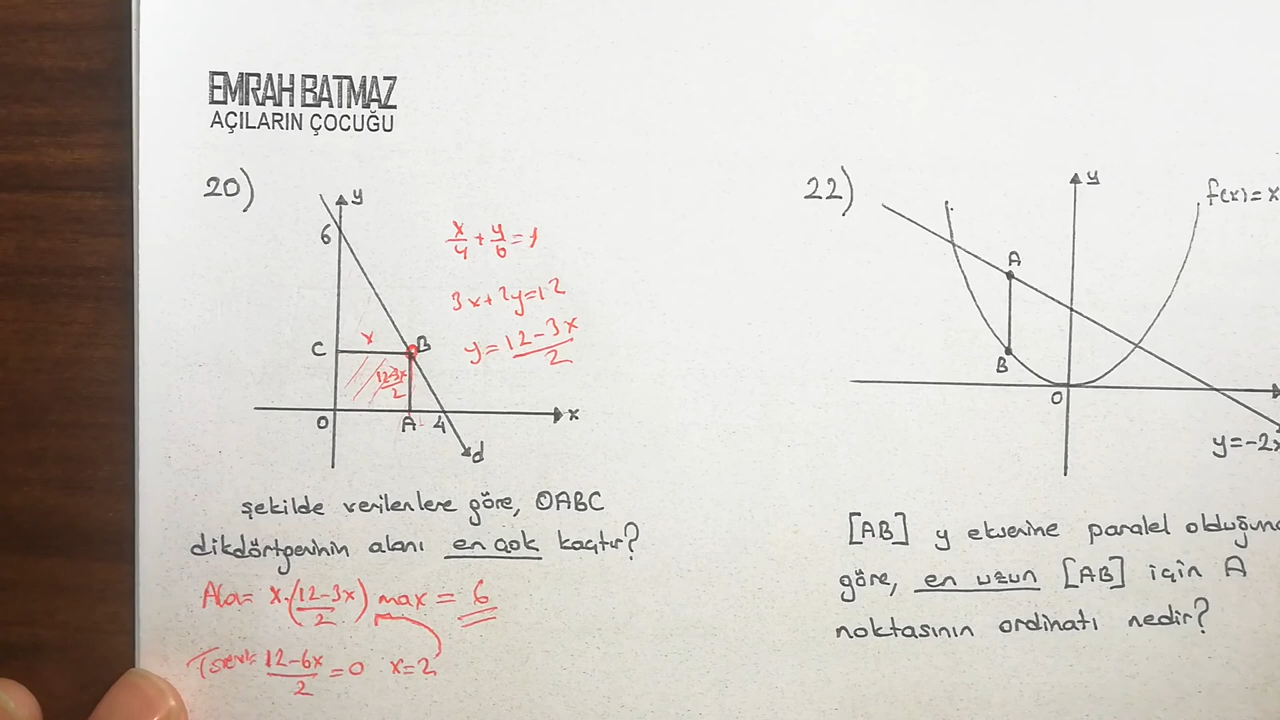 EMRAH BATMAZ
AÇILARIN ÇOCUĞU
20)
y
6
C
x
B
12-3x
2
O
A
4
x
d
x/4 + y/6 = 1
3x+2y=12
y = 12-3x
2
şekilde verilenlere göre, OABC
dikdörtgeninin alanı en çok kaçtır?
Alan= x.(12-3x) max = 6
2
Türev= 12-6x = 0 x=2
2
22)
y
f(x)=x
A
B
O
y=-2x
[AB] y eksenine paralel olduğuna
göre, en uzun [AB] için A
noktasının ordinatı nedir?